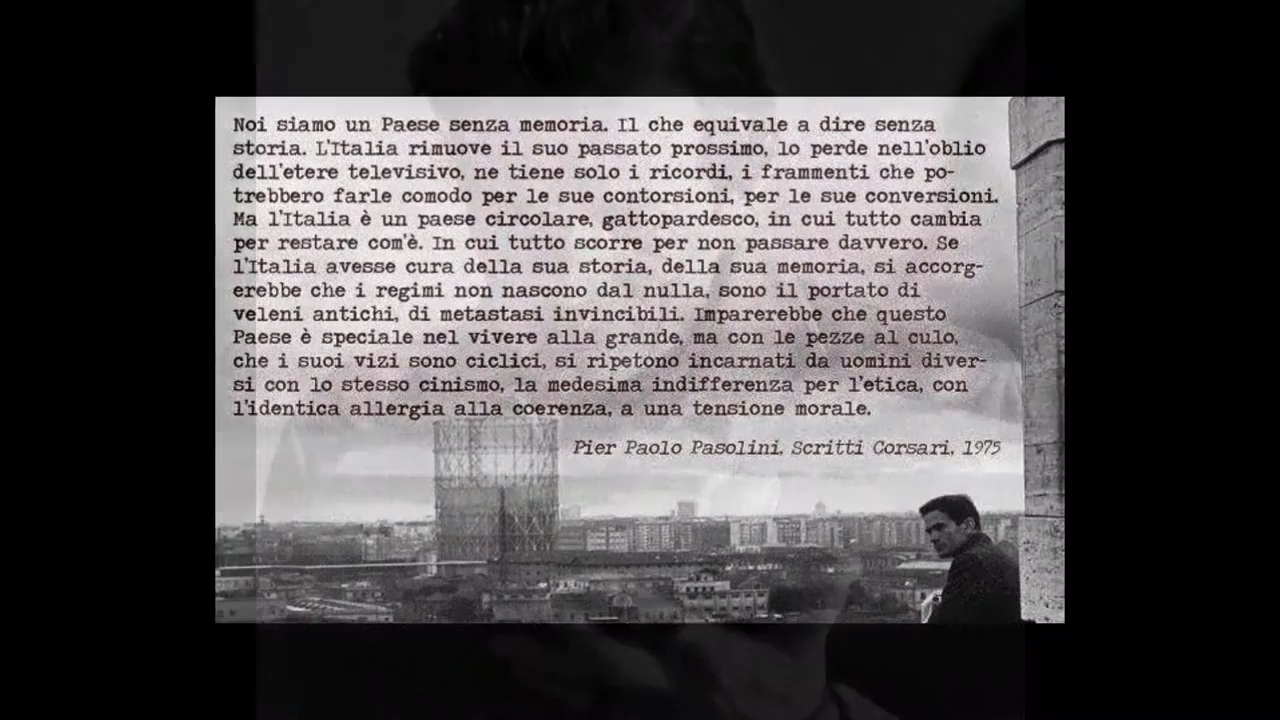 Noi siamo un Paese senza memoria. Il che equivale a dire senza
storia. L'Italia rimuove il suo passato prossimo, lo perde nell'oblio
dell'etere televisivo, ne tiene solo i ricordi, i frammenti che po-
trebbero farle comodo per le sue contorsioni, per le sue conversioni.
Ma l'Italia è un paese circolare, gattopardesco, in cui tutto cambia
per restare com'è. In cui tutto scorre per non passare davvero. Se
l'Italia avesse cura della sua storia, della sua memoria, si accorg-
erebbe che i regimi non nascono dal nulla, sono il portato di
veleni antichi, di metastasi invincibili. Imparerebbe che questo
Paese è speciale nel vivere alla grande, ma con le pezze al culo,
che i suoi vizi sono ciclici, si ripetono incarnati da uomini diver-
si con lo stesso cinismo, la medesima indifferenza per l'etica, con
l'identica allergia alla coerenza, a una tensione morale.
Pier Paolo Pasolini, Scritti Corsari, 1975